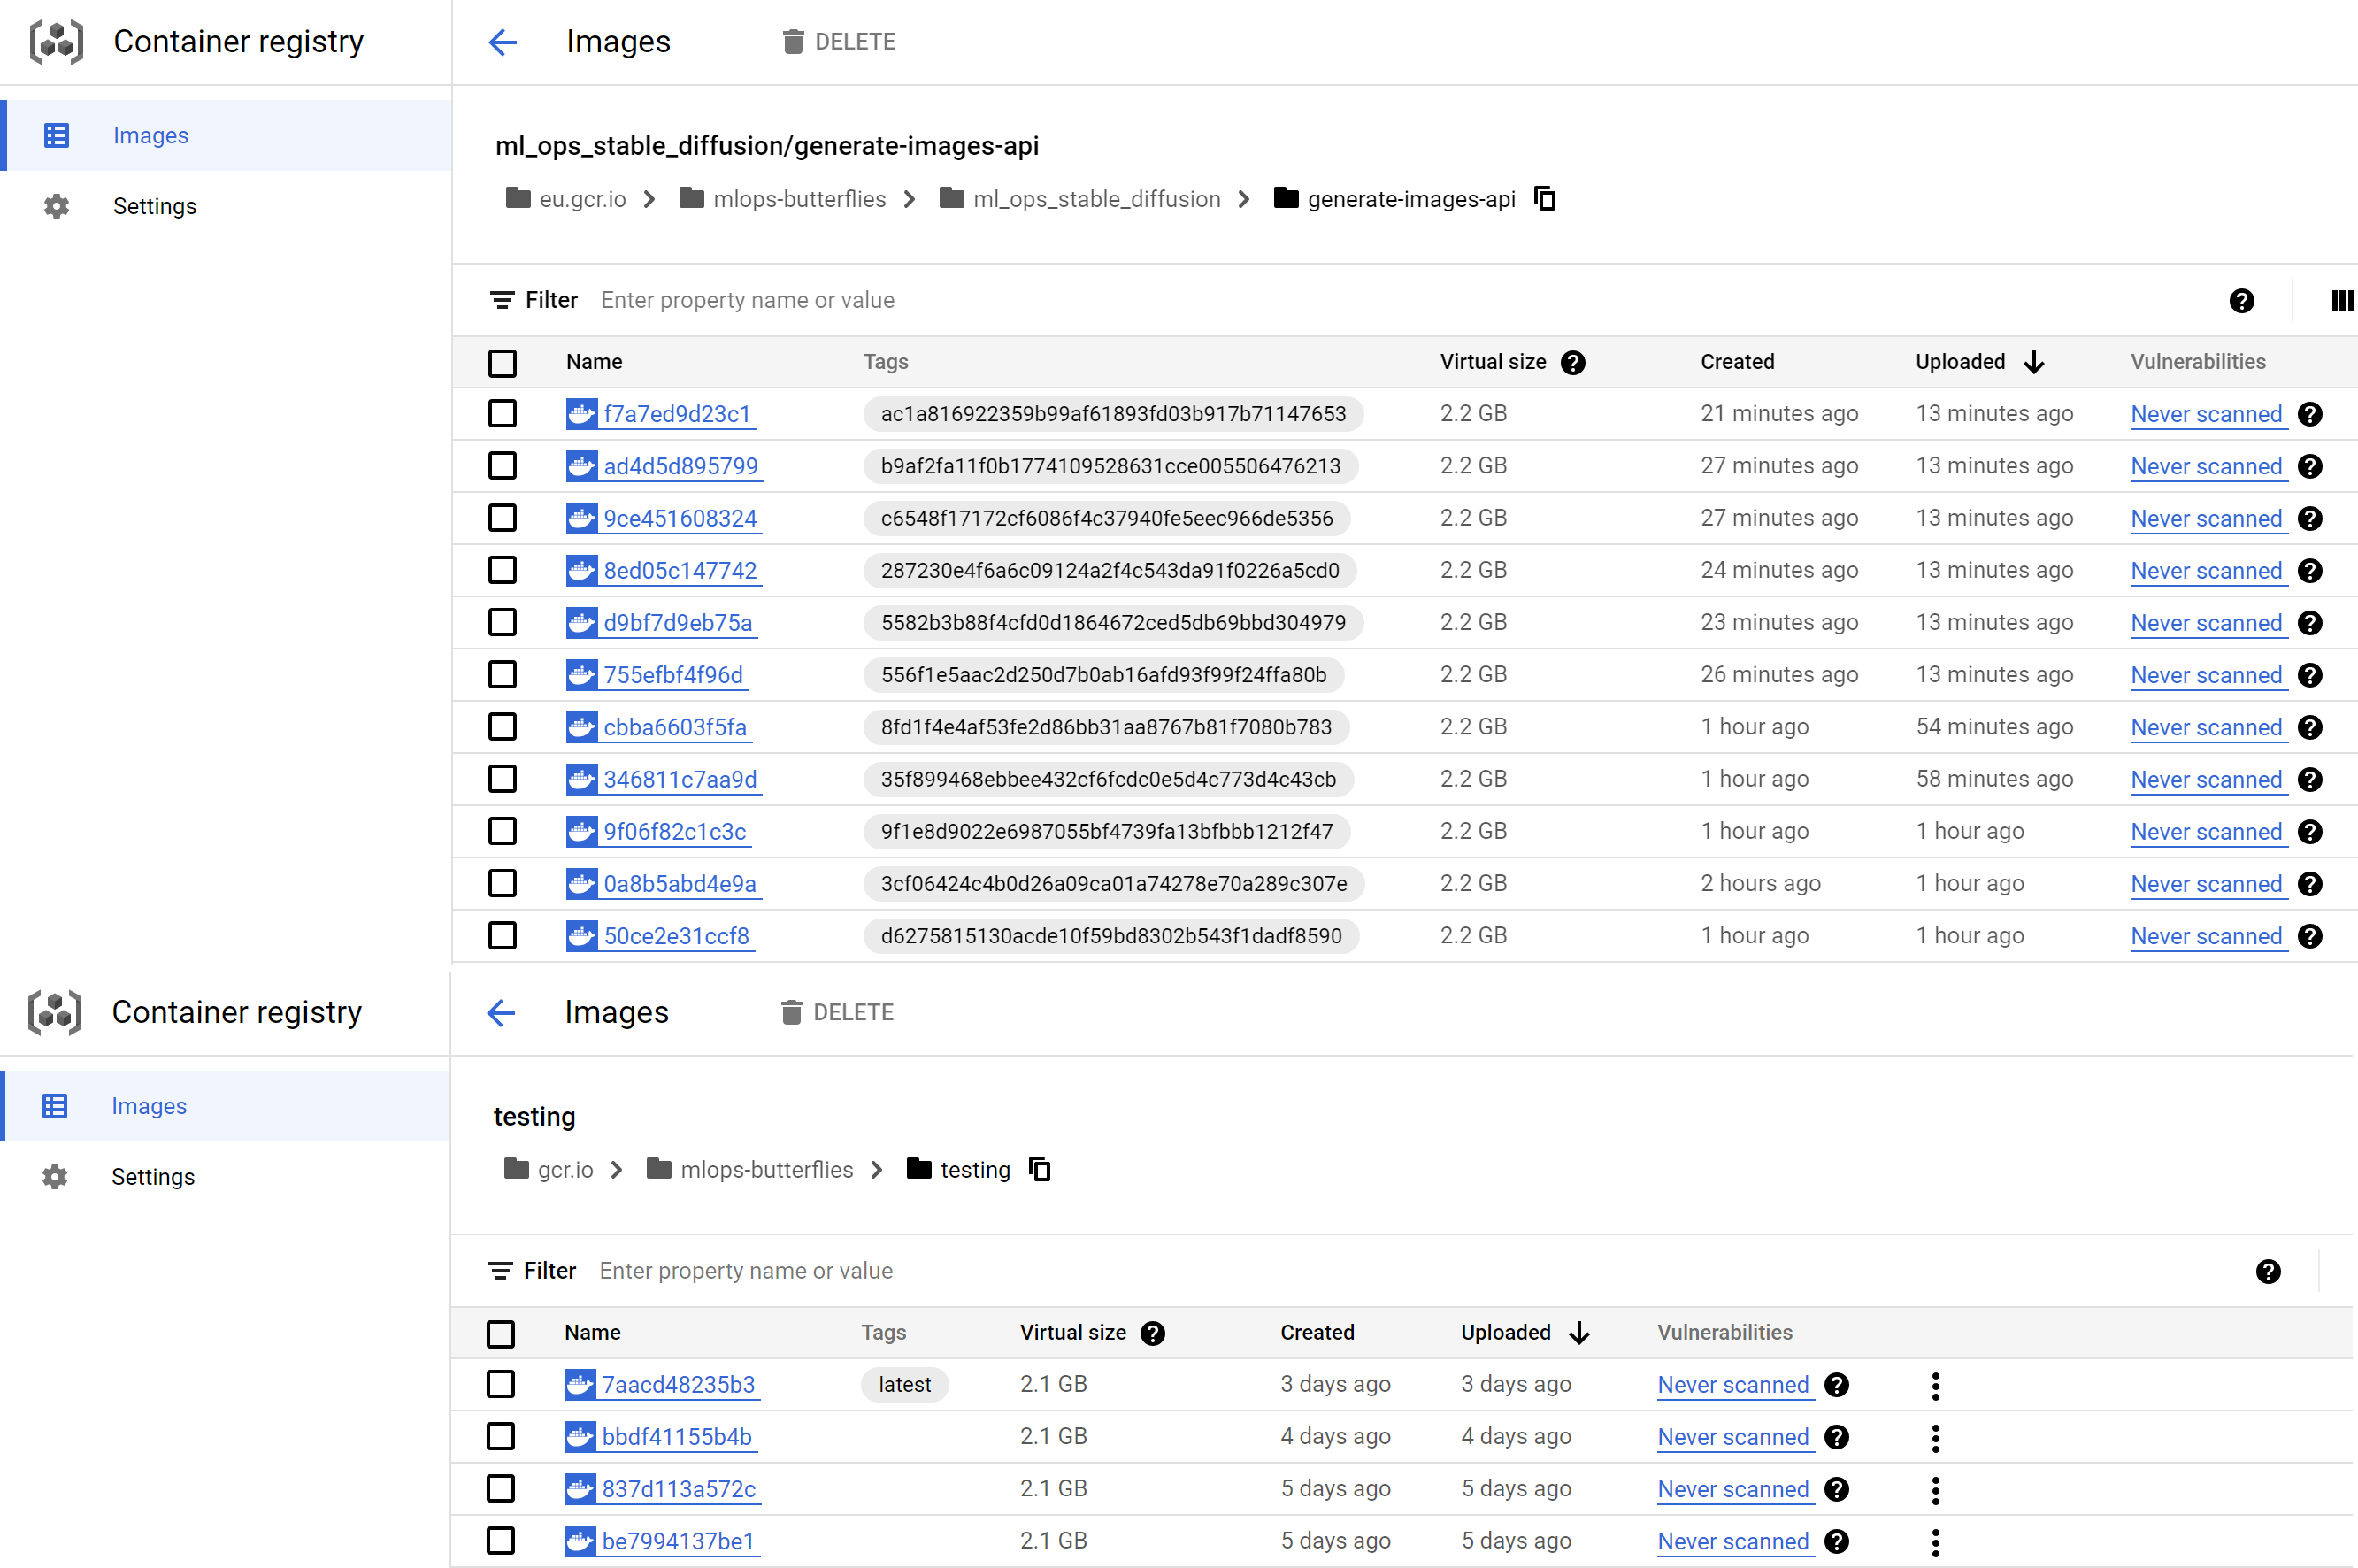 Container registry
Images
DELETE
Images
Settings
ml_ops_stable_diffusion/generate-images-api
eu.gcr.io mlops-butterflies ml_ops_stable_diffusion generate-images-api
Filter Enter property name or value
Name Tags Virtual size Created Uploaded Vulnerabilities
f7a7ed9d23c1 ac1a816922359b99af61893fd03b917b71147653 2.2 GB 21 minutes ago 13 minutes ago Never scanned
ad4d5d895799 b9af2fa11f0b1774109528631cce005506476213 2.2 GB 27 minutes ago 13 minutes ago Never scanned
9ce451608324 c6548f17172cf6086f4c37940fe5eec966de5356 2.2 GB 27 minutes ago 13 minutes ago Never scanned
8ed05c147742 287230e4f6a6c09124a2f4c543da91f0226a5cd0 2.2 GB 24 minutes ago 13 minutes ago Never scanned
d9bf7d9eb75a 5582b3b88f4cfd0d1864672ced5db69bbd304979 2.2 GB 23 minutes ago 13 minutes ago Never scanned
755efbf4f96d 556f1e5aac2d250d7b0ab16afd93f99f24ffa80b 2.2 GB 26 minutes ago 13 minutes ago Never scanned
cbba6603f5fa 8fd1f4e4af53fe2d86bb31aa8767b81f7080b783 2.2 GB 1 hour ago 54 minutes ago Never scanned
346811c7aa9d 35f899468ebbee432cf6fcdc0e5d4c773d4c43cb 2.2 GB 1 hour ago 58 minutes ago Never scanned
9f06f82c1c3c 9f1e8d9022e6987055bf4739fa13bfbbb1212f47 2.2 GB 1 hour ago 1 hour ago Never scanned
0a8b5abd4e9a 3cf06424c4b0d26a09ca01a74278e70a289c307e 2.2 GB 2 hours ago 1 hour ago Never scanned
50ce2e31ccf8 d6275815130acde10f59bd8302b543f1dadf8590 2.2 GB 1 hour ago 1 hour ago Never scanned
Container registry
Images
DELETE
Images
Settings
testing
gcr.io mlops-butterflies testing
Filter Enter property name or value
Name Tags Virtual size Created Uploaded Vulnerabilities
7aacd48235b3 latest 2.1 GB 3 days ago 3 days ago Never scanned
bbdf41155b4b 2.1 GB 4 days ago 4 days ago Never scanned
837d113a572c 2.1 GB 5 days ago 5 days ago Never scanned
be7994137be1 2.1 GB 5 days ago 5 days ago Never scanned